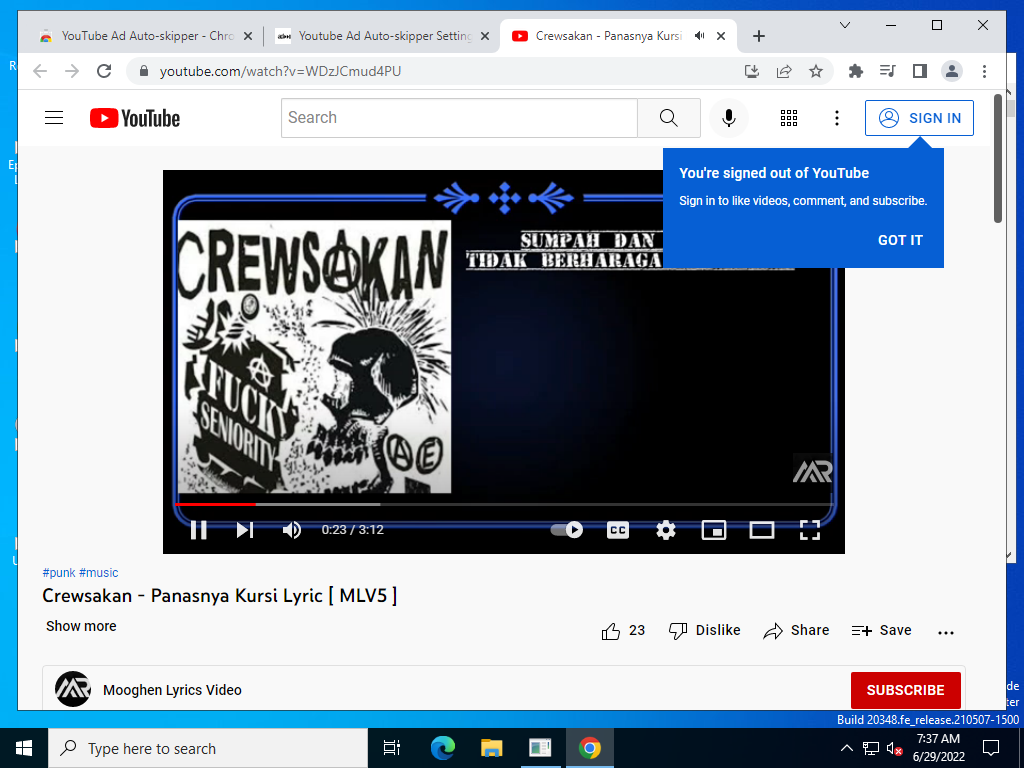 YouTube Ad Auto-skipper - Chro
Youtube Ad Auto-skipper Setting
Crewsakan - Panasnya Kursi
youtube.com/watch?v=WDzJCmud4PU
YouTube
Search
SIGN IN
You're signed out of YouTube
Sign in to like videos, comment, and subscribe.
GOT IT
CREWSAKAN
FUCK
SENIORITY
SUMPAH DAN
TIDAK BERHARAGA
MR
0:23 / 3:12
CC
#punk #music
Crewsakan - Panasnya Kursi Lyric [ MLV5 ]
Show more
23
Dislike
Share
Save
Mooghen Lyrics Video
SUBSCRIBE
Build 20348.fe_release.210507-1500
Type here to search
7:37 AM
6/29/2022